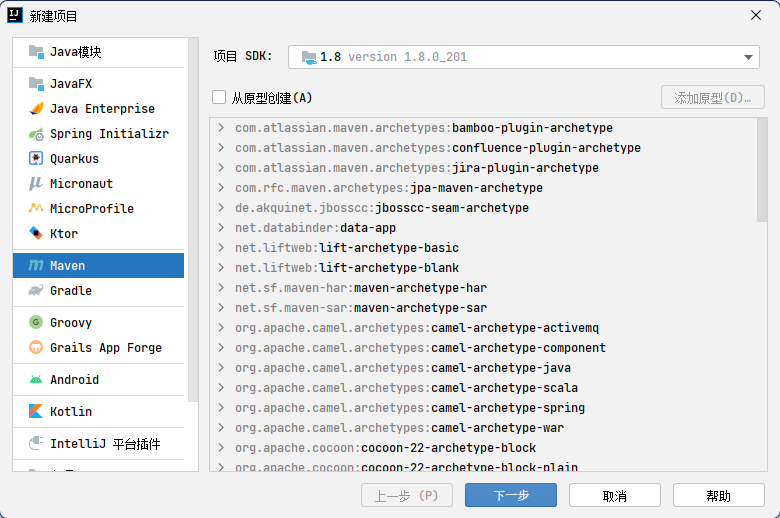 新建项目
Java模块
JavaFX
Java Enterprise
Spring Initializr
Quarkus
Micronaut
MicroProfile
Ktor
Maven
Gradle
Groovy
Grails App Forge
Android
Kotlin
IntelliJ 平台插件
项目 SDK:
1.8 version 1.8.0_201
从原型创建(A)
添加原型(D)…
com.atlassian.maven.archetypes:bamboo-plugin-archetype
com.atlassian.maven.archetypes:confluence-plugin-archetype
com.atlassian.maven.archetypes:jira-plugin-archetype
com.rfc.maven.archetypes:jpa-maven-archetype
de.akquinet.jbosscc:jbosscc-seam-archetype
net.databinder:data-app
net.liftweb:lift-archetype-basic
net.liftweb:lift-archetype-blank
net.sf.maven-har:maven-archetype-har
net.sf.maven-sar:maven-archetype-sar
org.apache.camel.archetypes:camel-archetype-activemq
org.apache.camel.archetypes:camel-archetype-component
org.apache.camel.archetypes:camel-archetype-java
org.apache.camel.archetypes:camel-archetype-scala
org.apache.camel.archetypes:camel-archetype-spring
org.apache.camel.archetypes:camel-archetype-war
org.apache.cocoon:cocoon-22-archetype-block
org.apache.cocoon:cocoon-22-archetype-block-plain
上一步 (P)
下一步
取消
帮助